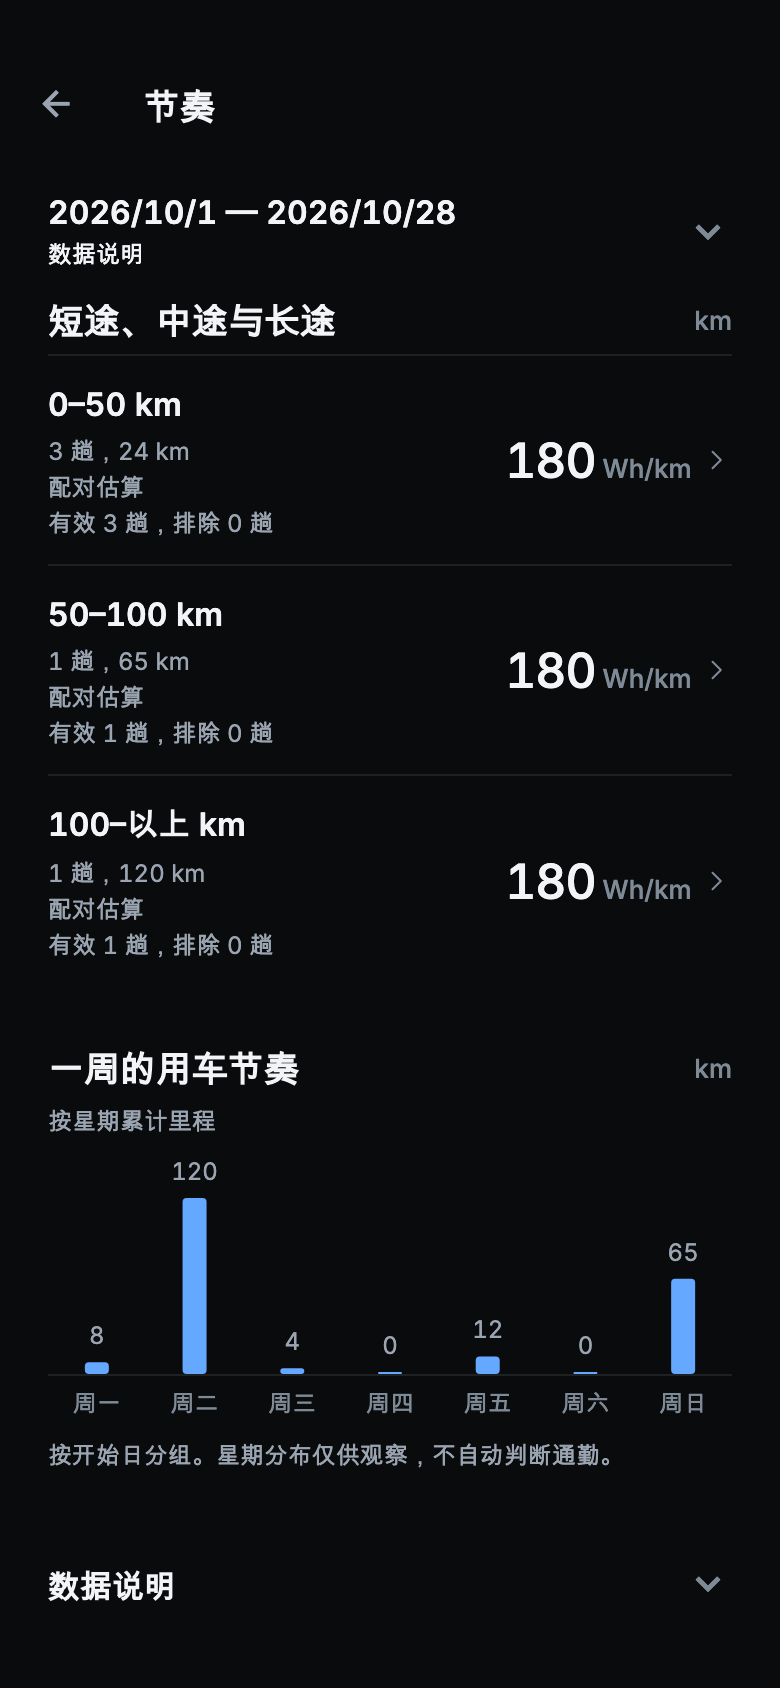 节奏
2026/10/1 — 2026/10/28
数据说明
短途、中途与长途 km
0–50 km
3 趟，24 km
配对估算
有效 3 趟，排除 0 趟
180 Wh/km
50–100 km
1 趟，65 km
配对估算
有效 1 趟，排除 0 趟
180 Wh/km
100–以上 km
1 趟，120 km
配对估算
有效 1 趟，排除 0 趟
180 Wh/km
一周的用车节奏 km
按星期累计里程
8 120 4 0 12 0 65
周一 周二 周三 周四 周五 周六 周日
按开始日分组。星期分布仅供观察，不自动判断通勤。
数据说明